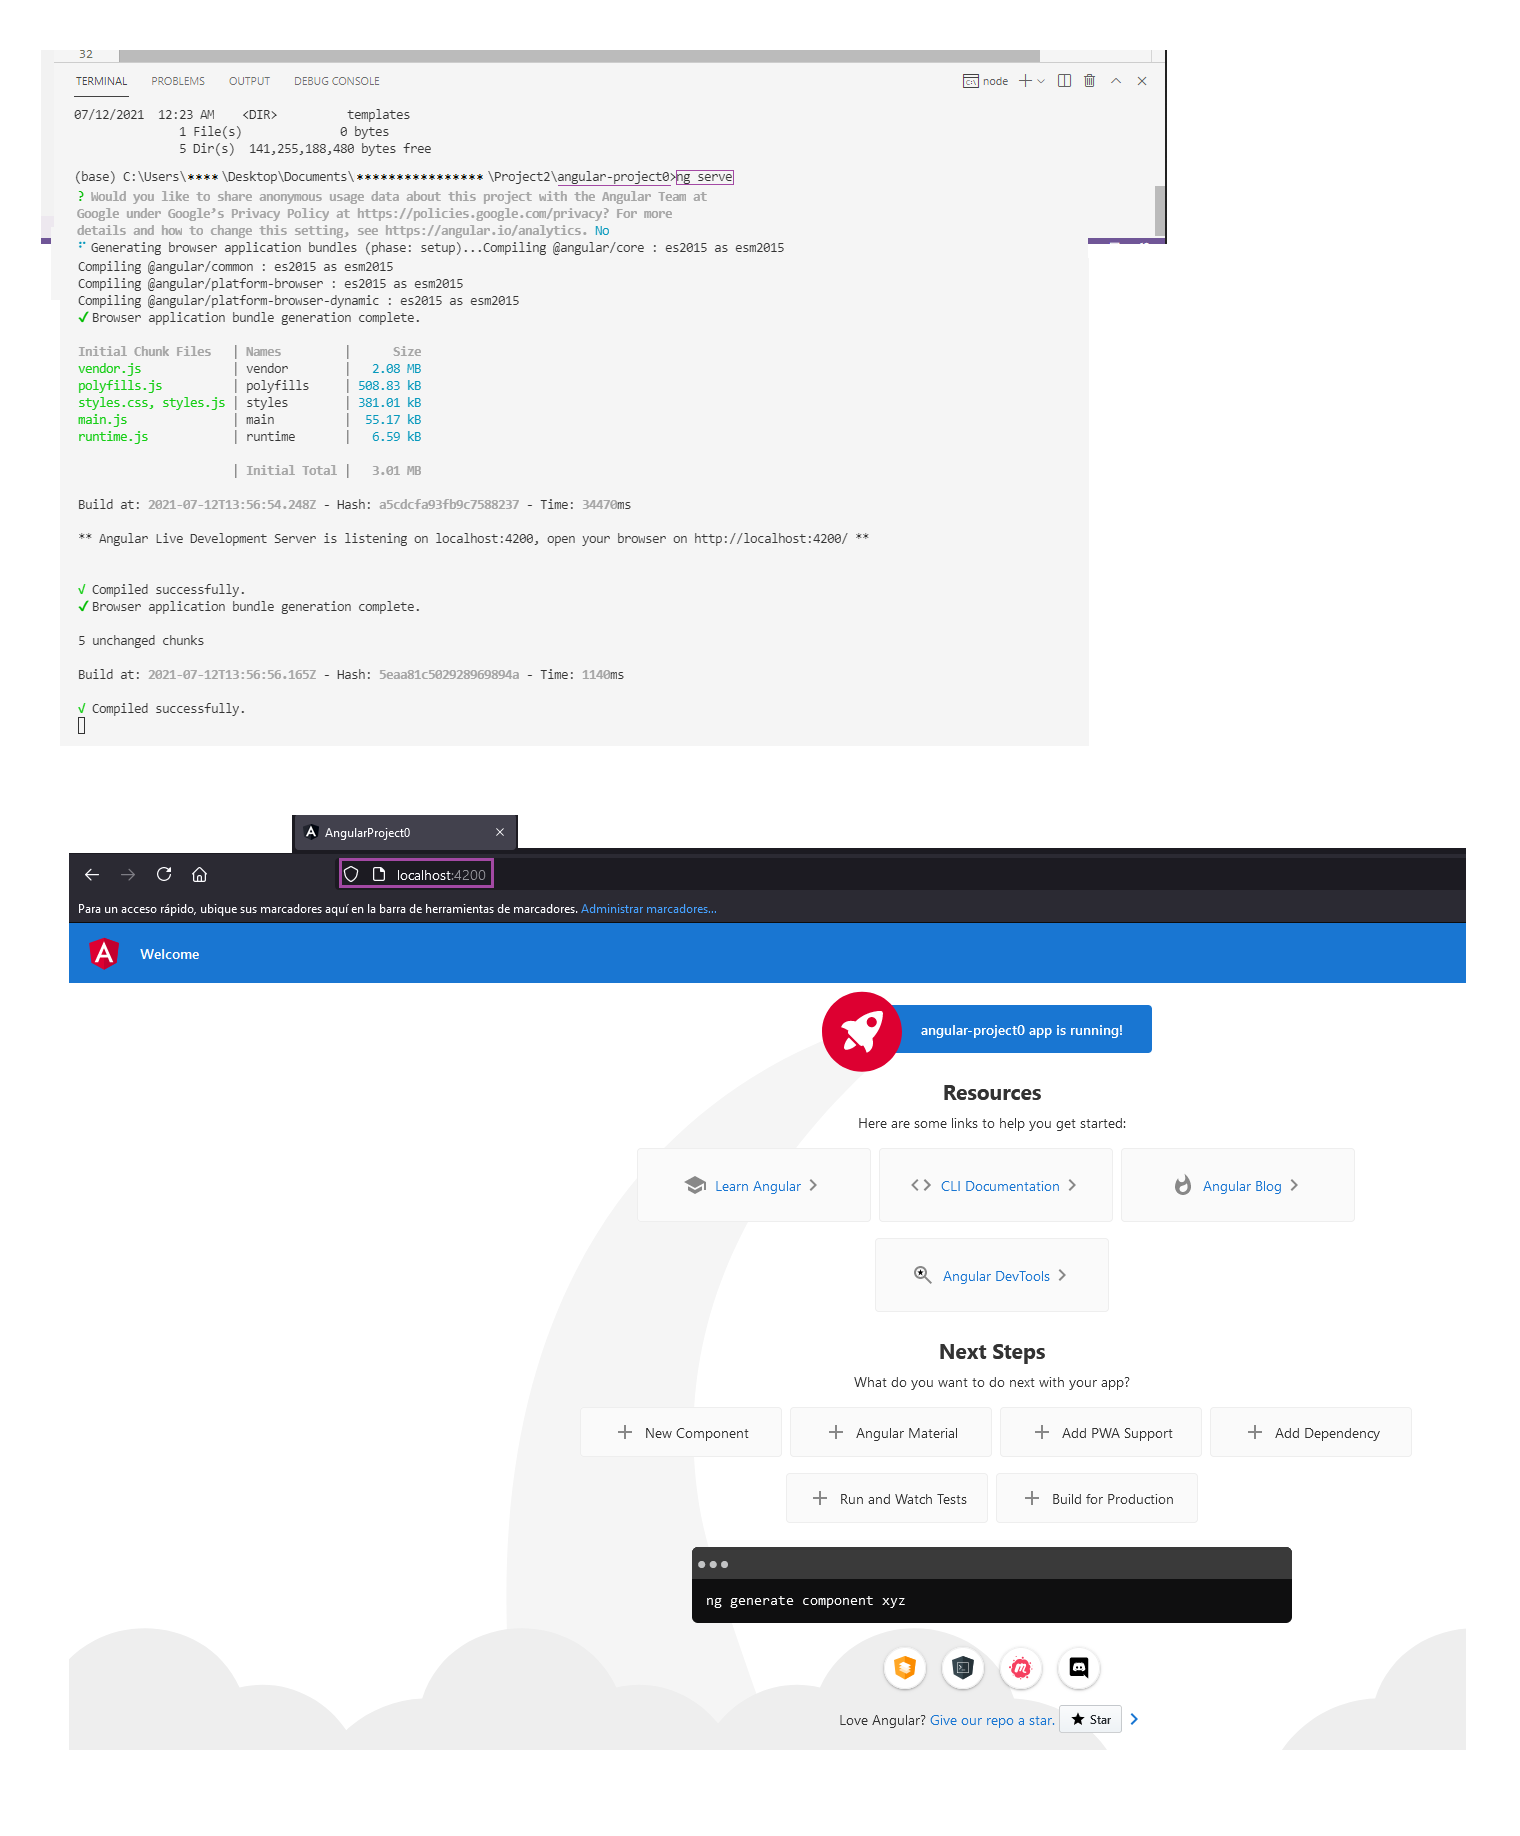 32
TERMINAL PROBLEMS OUTPUT DEBUG CONSOLE node
07/12/2021 12:23 AM <DIR> templates
1 File(s) 0 bytes
5 Dir(s) 141,255,188,480 bytes free
(base) C:\Users\****\Desktop\Documents\****************\Project2\angular-project0>ng serve
? Would you like to share anonymous usage data about this project with the Angular Team at
Google under Google’s Privacy Policy at https://policies.google.com/privacy? For more
details and how to change this setting, see https://angular.io/analytics. No
Generating browser application bundles (phase: setup)...Compiling @angular/core : es2015 as esm2015
Compiling @angular/common : es2015 as esm2015
Compiling @angular/platform-browser : es2015 as esm2015
Compiling @angular/platform-browser-dynamic : es2015 as esm2015
✔ Browser application bundle generation complete.
Initial Chunk Files | Names | Size
vendor.js | vendor | 2.08 MB
polyfills.js | polyfills | 508.83 kB
styles.css, styles.js | styles | 381.01 kB
main.js | main | 55.17 kB
runtime.js | runtime | 6.59 kB
| Initial Total | 3.01 MB
Build at: 2021-07-12T13:56:54.248Z - Hash: a5cdcfa93fb9c7588237 - Time: 34470ms
** Angular Live Development Server is listening on localhost:4200, open your browser on http://localhost:4200/ **
√ Compiled successfully.
✔ Browser application bundle generation complete.
5 unchanged chunks
Build at: 2021-07-12T13:56:56.165Z - Hash: 5eaa81c502928969894a - Time: 1140ms
√ Compiled successfully.
AngularProject0
localhost:4200
Para un acceso rápido, ubique sus marcadores aquí en la barra de herramientas de marcadores. Administrar marcadores...
Welcome
angular-project0 app is running!
Resources
Here are some links to help you get started:
Learn Angular
CLI Documentation
Angular Blog
Angular DevTools
Next Steps
What do you want to do next with your app?
New Component
Angular Material
Add PWA Support
Add Dependency
Run and Watch Tests
Build for Production
ng generate component xyz
Love Angular? Give our repo a star. Star